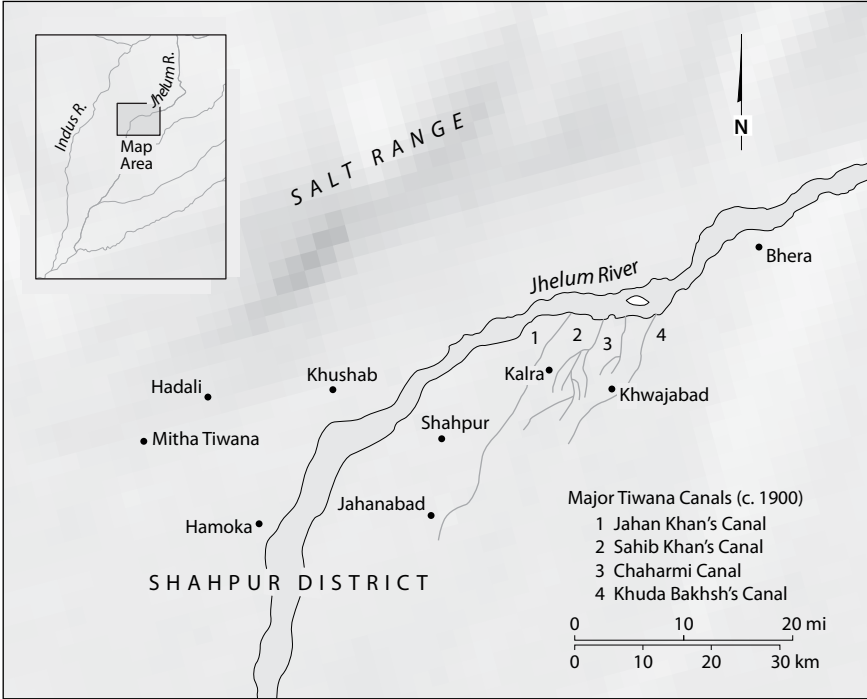 Indus R.
Jhelum R.
Map
Area
SALT RANGE
N
Jhelum River
Bhera
1
2
3
4
Kalra
Khwajabad
Hadali
Khushab
Mitha Tiwana
Shahpur
Jahanabad
Hamoka
SHAHPUR DISTRICT
Major Tiwana Canals (c. 1900)
1 Jahan Khan's Canal
2 Sahib Khan's Canal
3 Chaharmi Canal
4 Khuda Bakhsh's Canal
0 10 20 mi
0 10 20 30 km